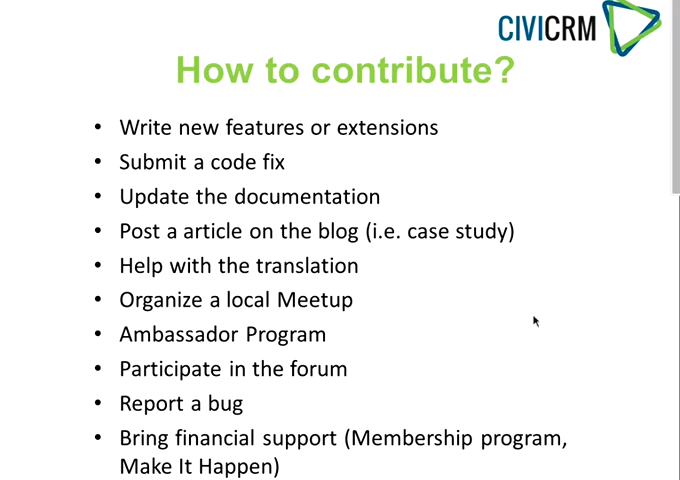 CIVICRM
How to contribute?
• Write new features or extensions
• Submit a code fix
• Update the documentation
• Post a article on the blog (i.e. case study)
• Help with the translation
• Organize a local Meetup
• Ambassador Program
• Participate in the forum
• Report a bug
• Bring financial support (Membership program,
Make It Happen)